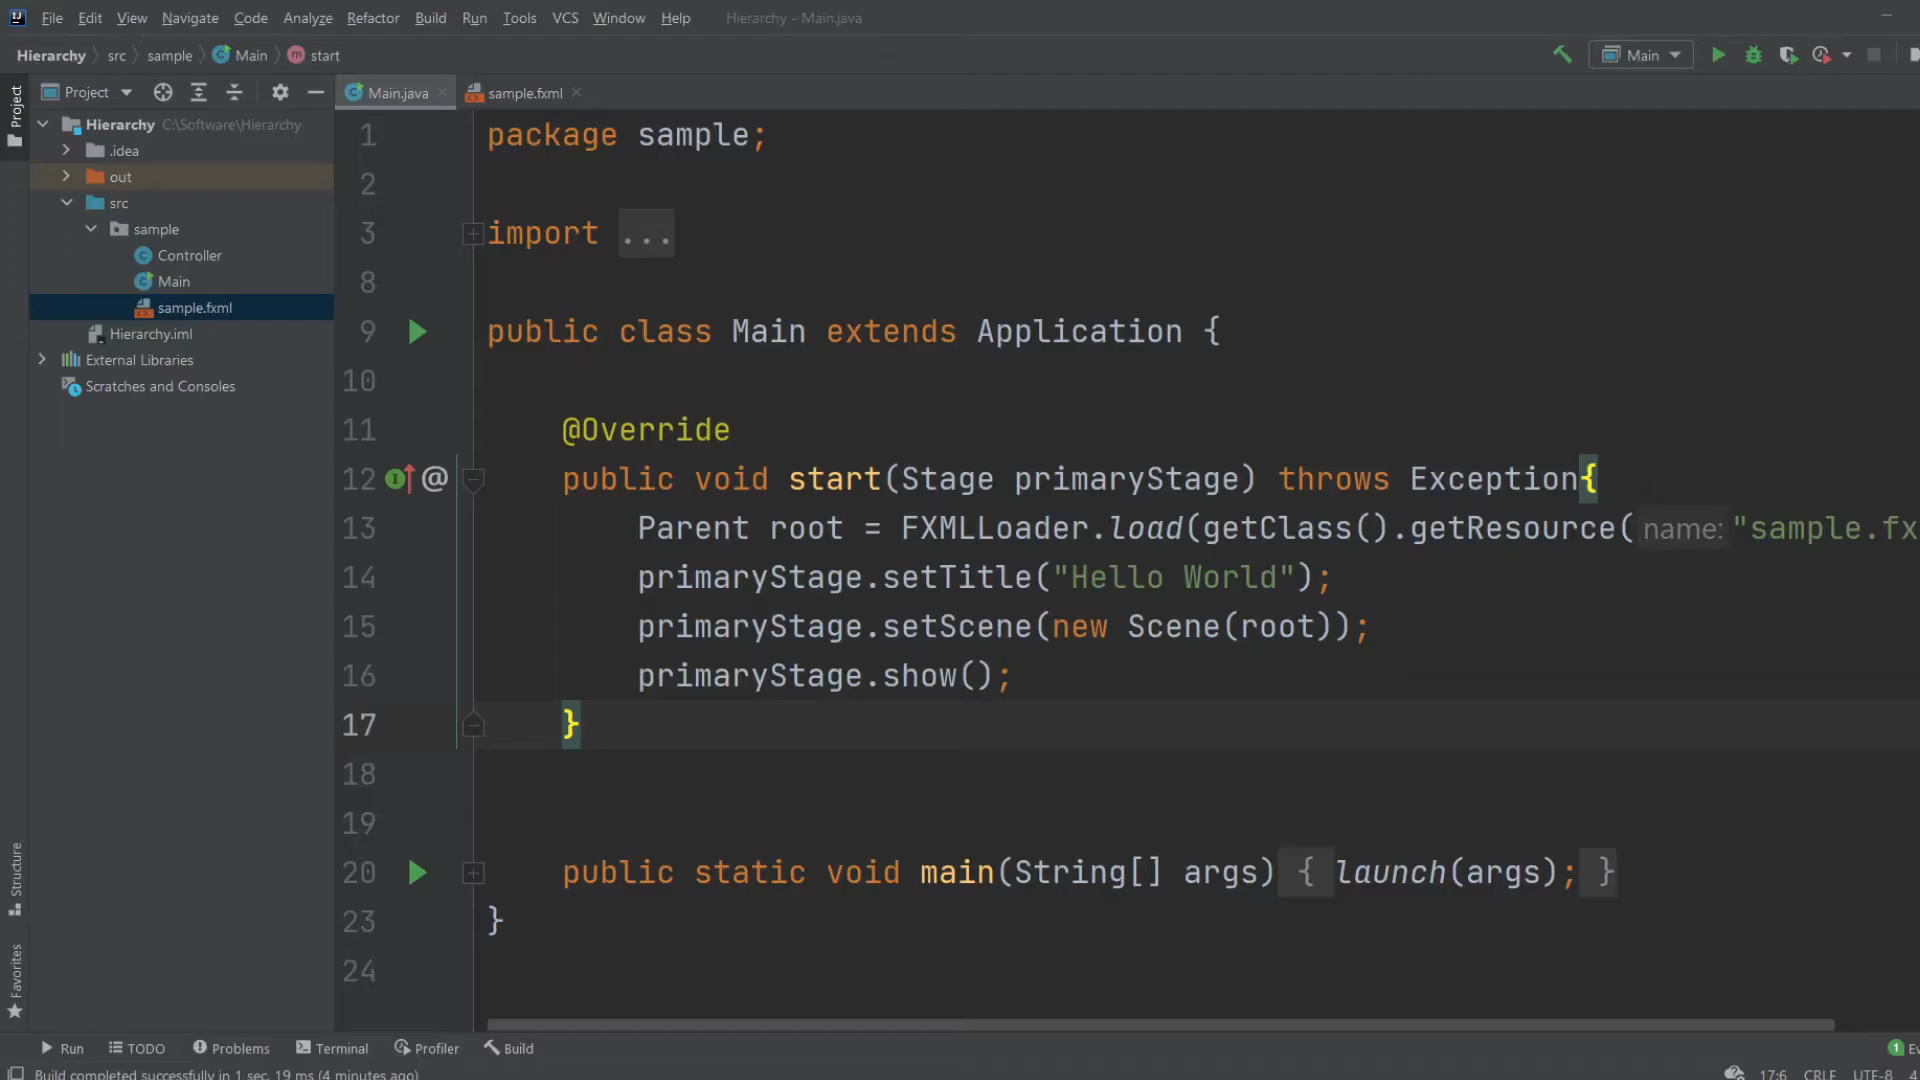 File Edit View Navigate Code Analyze Refactor Build Run Tools VCS Window Help Hierarchy - Main.java
Hierarchy src sample Main start Main
Project Main.java sample.fxml
Project
Hierarchy C:\Software\Hierarchy
.idea
out
src
sample
Controller
Main
sample.fxml
Hierarchy.iml
External Libraries
Scratches and Consoles
1 package sample;
2
3 import ...
8
9 public class Main extends Application {
10
11 @Override
12 public void start(Stage primaryStage) throws Exception{
13 Parent root = FXMLLoader.load(getClass().getResource( name: "sample.fx
14 primaryStage.setTitle("Hello World");
15 primaryStage.setScene(new Scene(root));
16 primaryStage.show();
17 }
18
19
20 public static void main(String[] args) { launch(args); }
23 }
24
Structure
Favorites
Run TODO Problems Terminal Profiler Build 1 Ev
Build completed successfully in 1 sec, 19 ms (4 minutes ago) 17:6 CRLF UTF-8 4